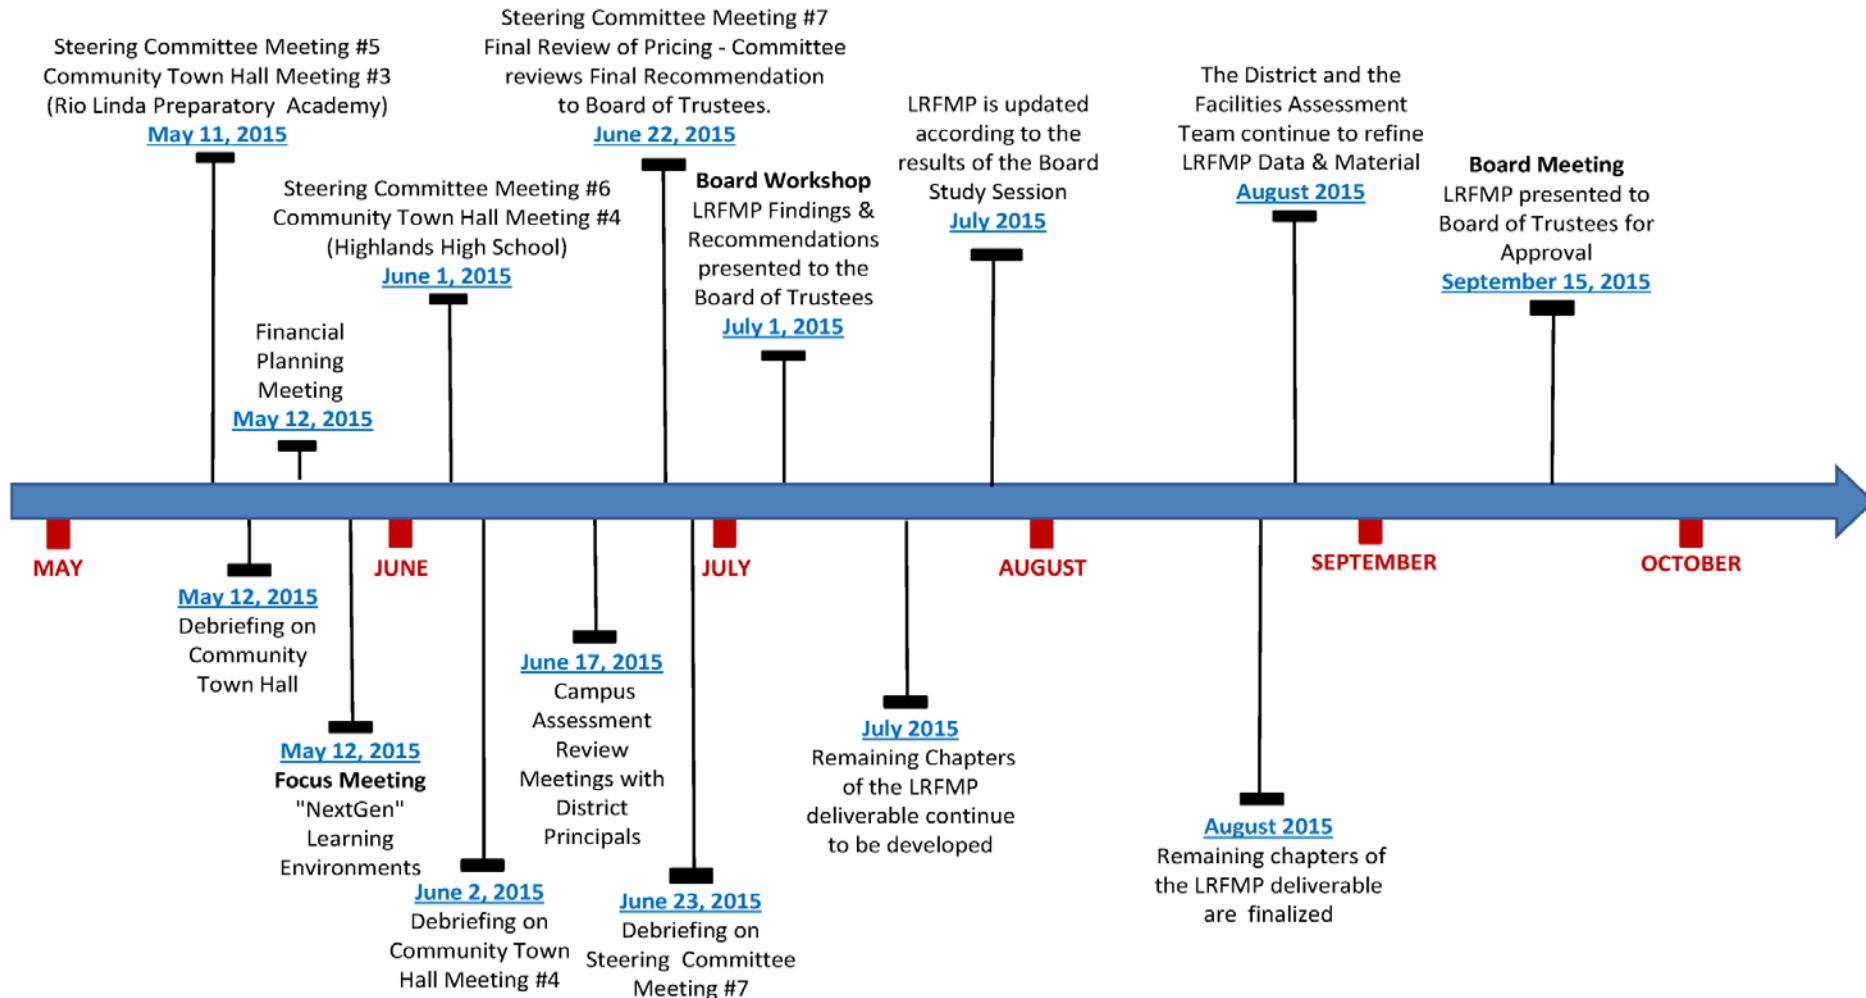 Steering Committee Meeting #5
Community Town Hall Meeting #3
(Rio Linda Preparatory Academy)
May 11, 2015
Financial
Planning
Meeting
May 12, 2015
Steering Committee Meeting #6
Community Town Hall Meeting #4
(Highlands High School)
June 1, 2015
Steering Committee Meeting #7
Final Review of Pricing - Committee
reviews Final Recommendation
to Board of Trustees.
June 22, 2015
Board Workshop
LRFMP Findings &
Recommendations
presented to the
Board of Trustees
July 1, 2015
LRFMP is updated
according to the
results of the Board
Study Session
July 2015
The District and the
Facilities Assessment
Team continue to refine
LRFMP Data & Material
August 2015
Board Meeting
LRFMP presented to
Board of Trustees for
Approval
September 15, 2015
MAY
JUNE
JULY
AUGUST
SEPTEMBER
OCTOBER
May 12, 2015
Debriefing on
Community
Town Hall
May 12, 2015
Focus Meeting
"NextGen"
Learning
Environments
June 2, 2015
Debriefing on
Community Town
Hall Meeting #4
June 17, 2015
Campus
Assessment
Review
Meetings with
District
Principals
June 23, 2015
Debriefing on
Steering Committee
Meeting #7
July 2015
Remaining Chapters
of the LRFMP
deliverable continue
to be developed
August 2015
Remaining chapters of
the LRFMP deliverable
are finalized